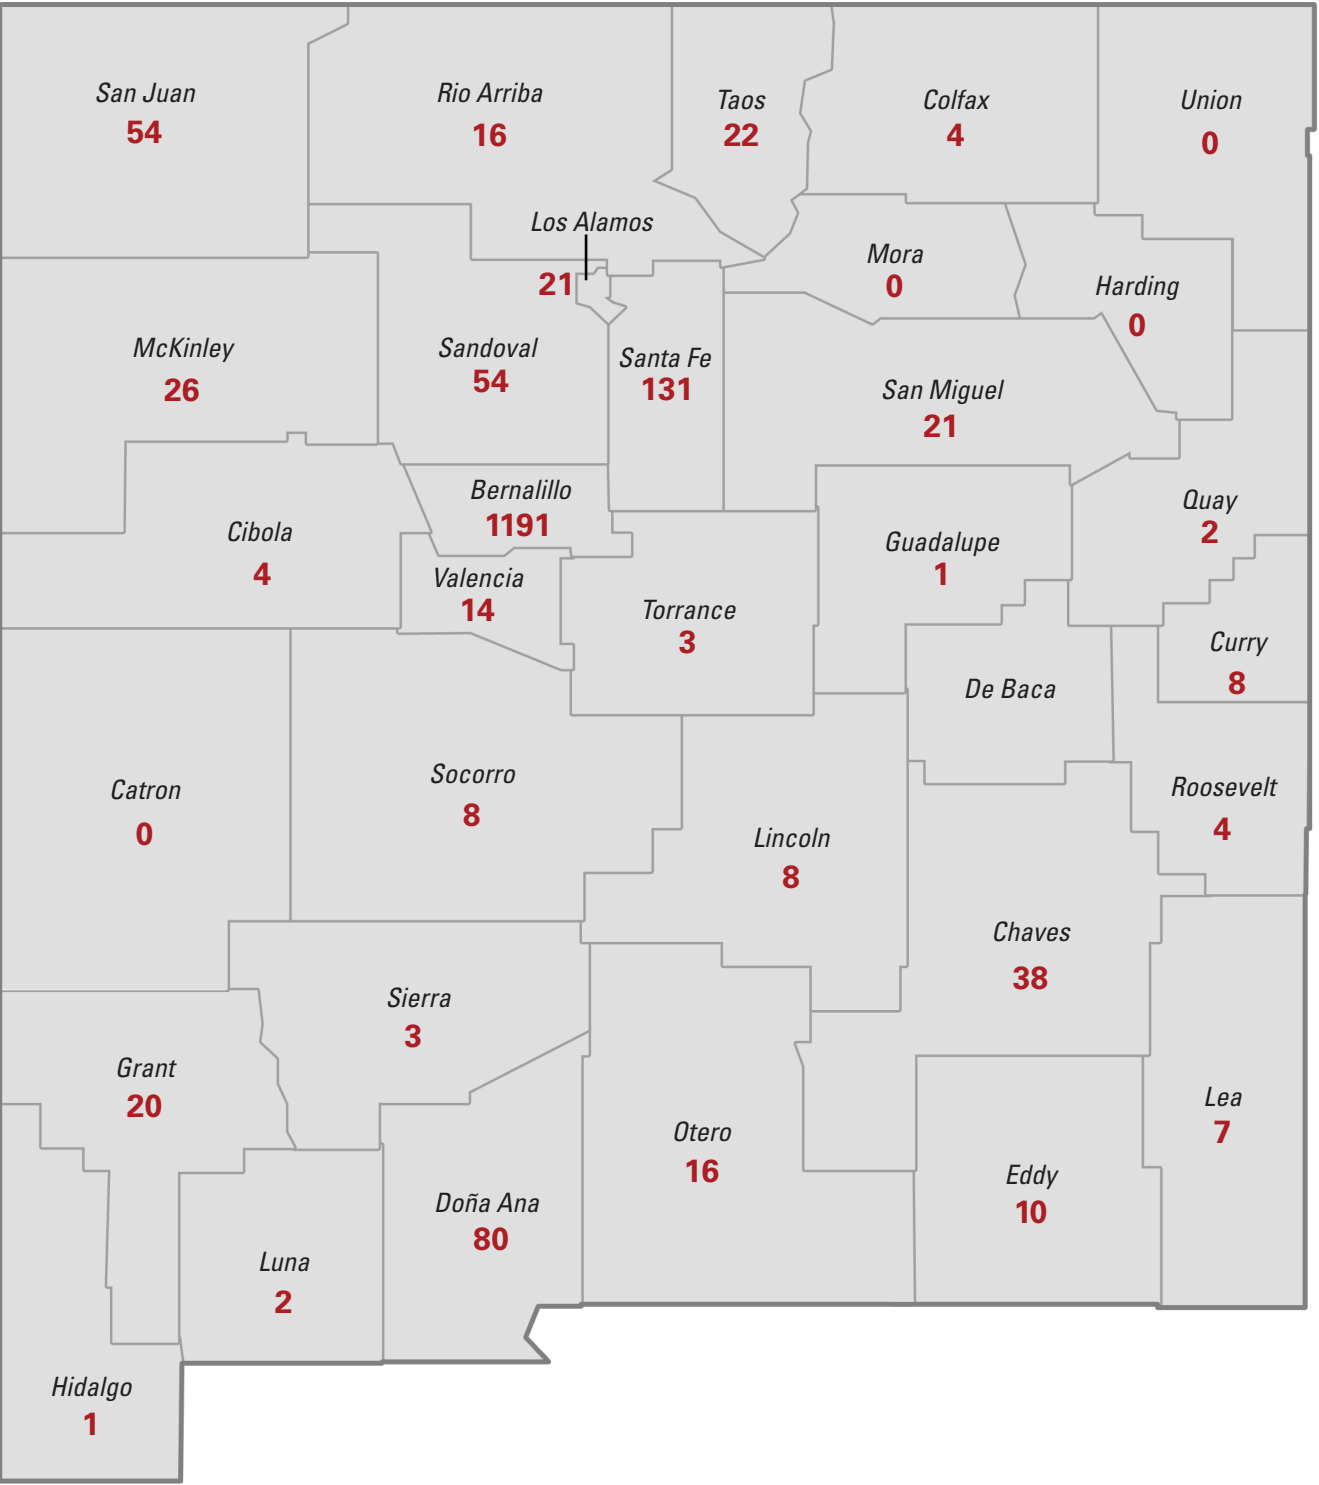 San Juan
54
Rio Arriba
16
Taos
22
Colfax
4
Union
0
Los Alamos
21
Mora
0
Harding
0
McKinley
26
Sandoval
54
Santa Fe
131
San Miguel
21
Bernalillo
1191
Cibola
4
Valencia
14
Torrance
3
Guadalupe
1
Quay
2
Curry
8
De Baca
Catron
0
Socorro
8
Lincoln
8
Roosevelt
4
Chaves
38
Sierra
3
Grant
20
Otero
16
Lea
7
Doña Ana
80
Eddy
10
Luna
2
Hidalgo
1